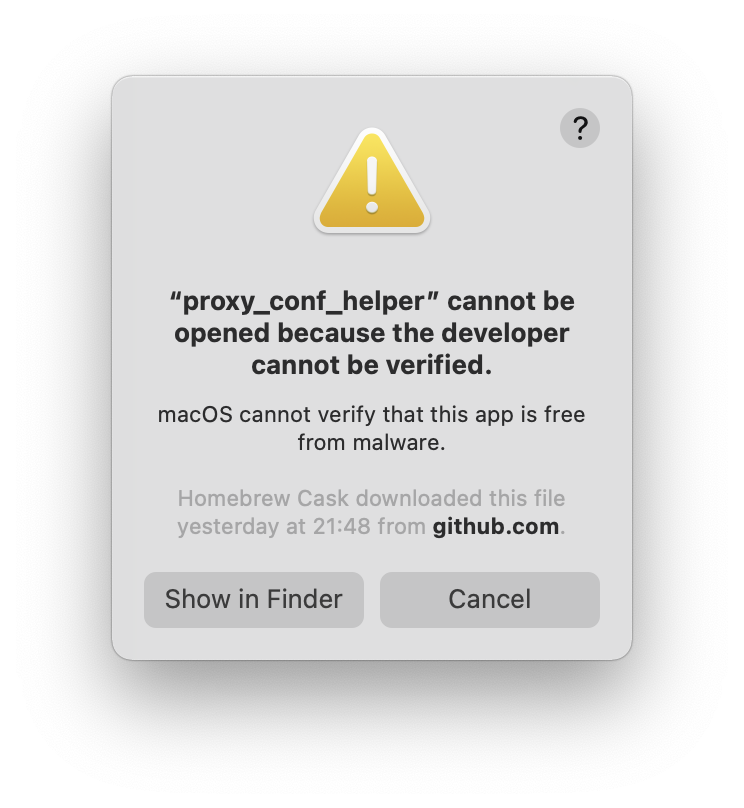 ?
“proxy_conf_helper” cannot be
opened because the developer
cannot be verified.
macOS cannot verify that this app is free
from malware.
Homebrew Cask downloaded this file
yesterday at 21:48 from github.com.
Show in Finder
Cancel